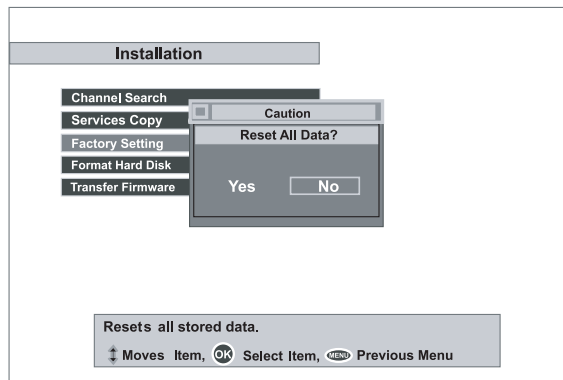 Installation
Channel Search
Services Copy
Factory Setting
Format Hard Disk
Transfer Firmware
Caution
Reset All Data?
Yes No
Resets all stored data.
Moves Item, OK Select Item, MENU Previous Menu